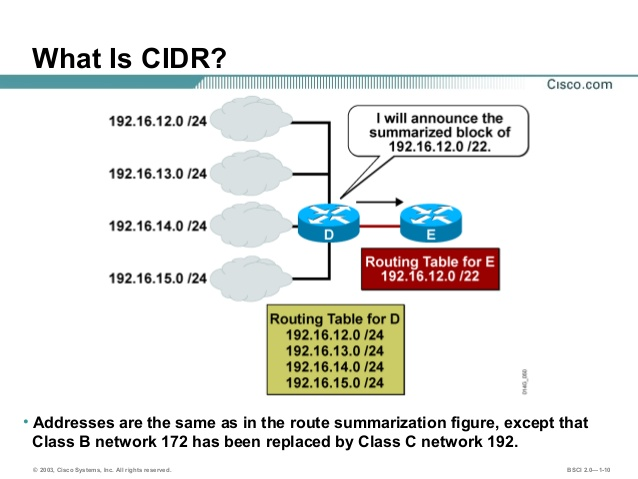 What Is CIDR?
Cisco.com
192.16.12.0 /24
I will announce the
summarized block of
192.16.12.0 /22.
192.16.13.0 /24
192.16.14.0 /24
D
E
192.16.15.0 /24
Routing Table for E
192.16.12.0 /22
Routing Table for D
192.16.12.0 /24
192.16.13.0 /24
192.16.14.0 /24
192.16.15.0 /24
• Addresses are the same as in the route summarization figure, except that
Class B network 172 has been replaced by Class C network 192.
© 2003, Cisco Systems, Inc. All rights reserved.
BSCI 2.0—1-10